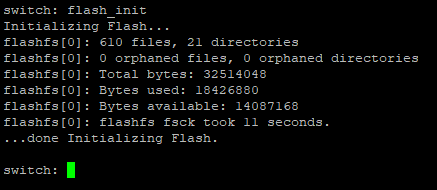 switch: flash_init
Initializing Flash...
flashfs[0]: 610 files, 21 directories
flashfs[0]: 0 orphaned files, 0 orphaned directories
flashfs[0]: Total bytes: 32514048
flashfs[0]: Bytes used: 18426880
flashfs[0]: Bytes available: 14087168
flashfs[0]: flashfs fsck took 11 seconds.
...done Initializing Flash.
switch: